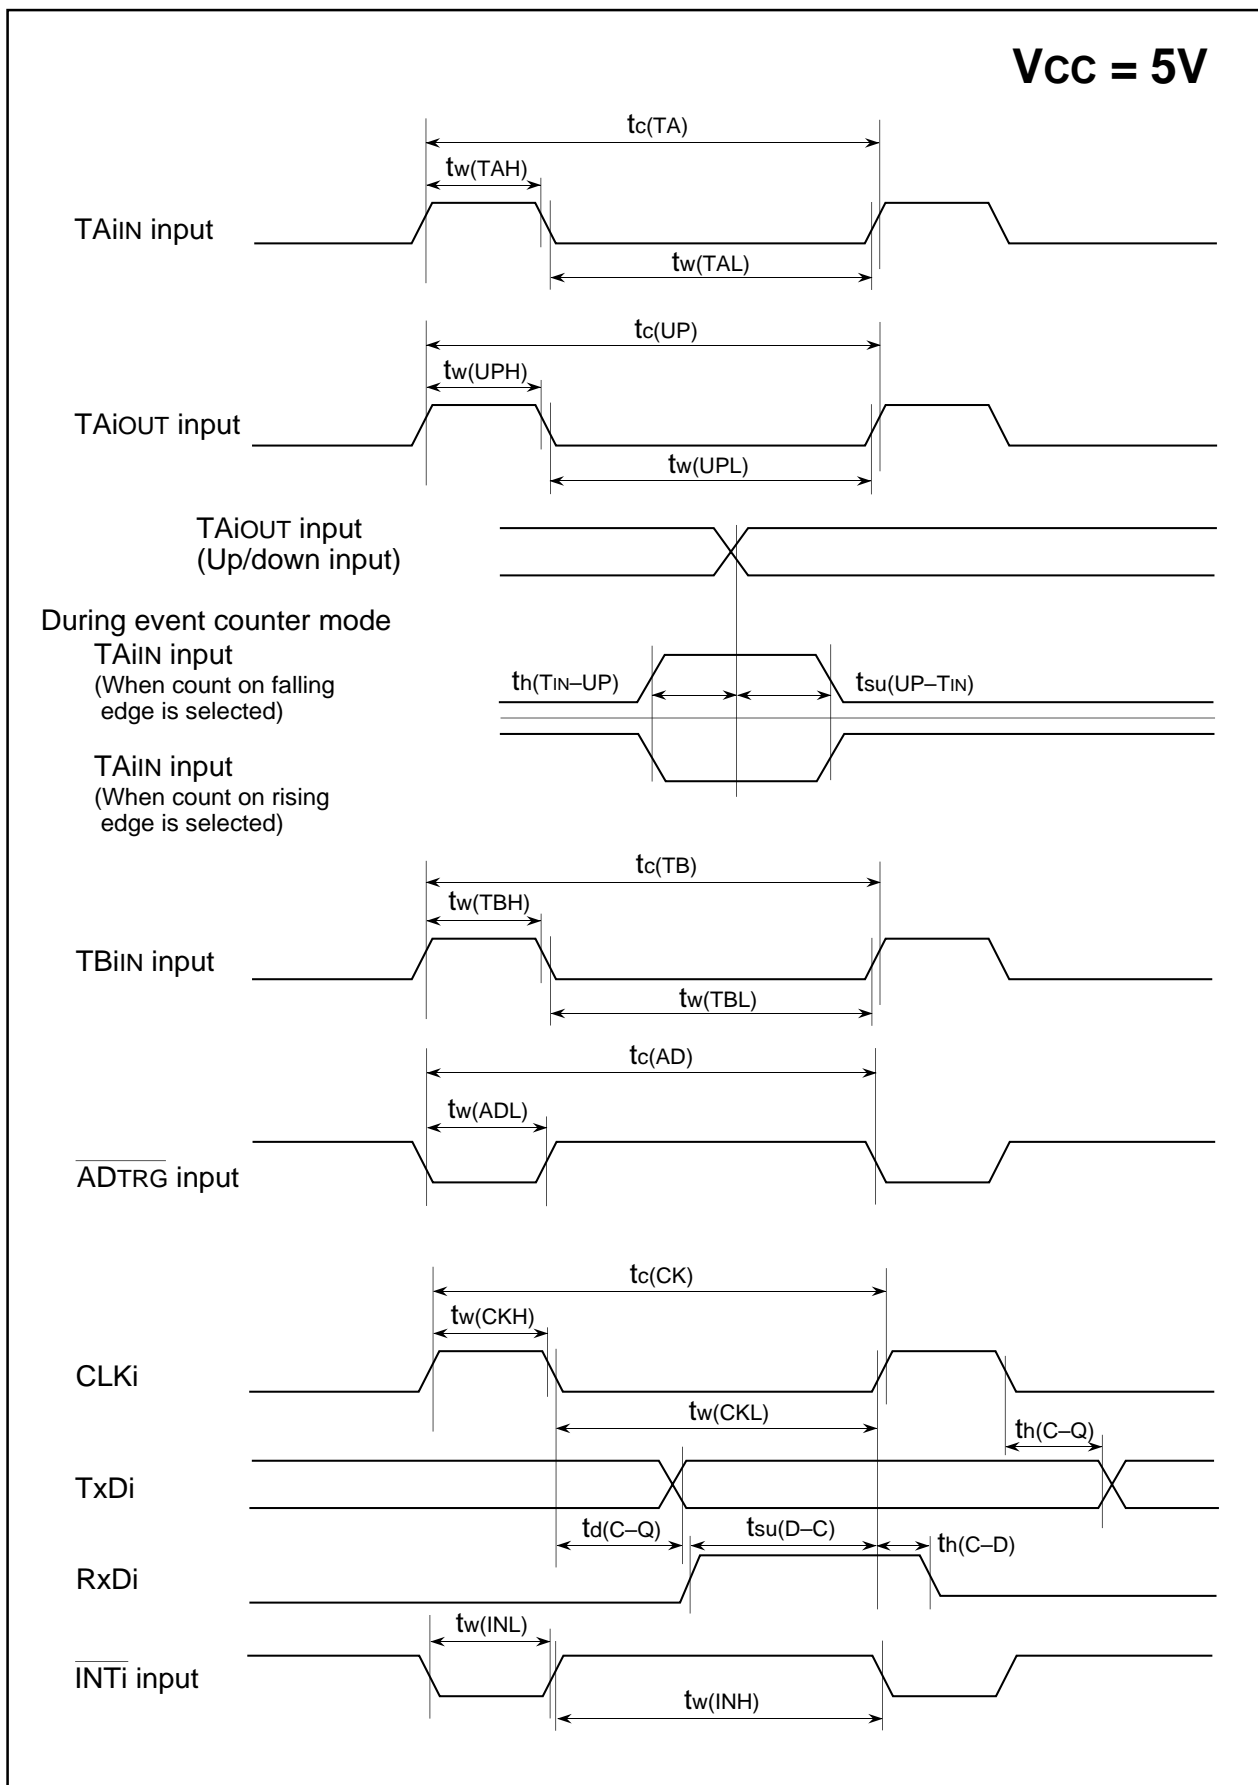 VCC = 5V
tc(TA)
tw(TAH)
TAiIN input
tw(TAL)
tc(UP)
tw(UPH)
TAiOUT input
tw(UPL)
TAiOUT input
(Up/down input)
During event counter mode
TAiIN input
(When count on falling
edge is selected)
th(TIN–UP)
tsu(UP–TIN)
TAiIN input
(When count on rising
edge is selected)
tc(TB)
tw(TBH)
TBiIN input
tw(TBL)
tc(AD)
tw(ADL)
ADTRG input
tc(CK)
tw(CKH)
CLKi
tw(CKL)
th(C–Q)
TxDi
td(C–Q)
tsu(D–C)
th(C–D)
RxDi
tw(INL)
INTi input
tw(INH)